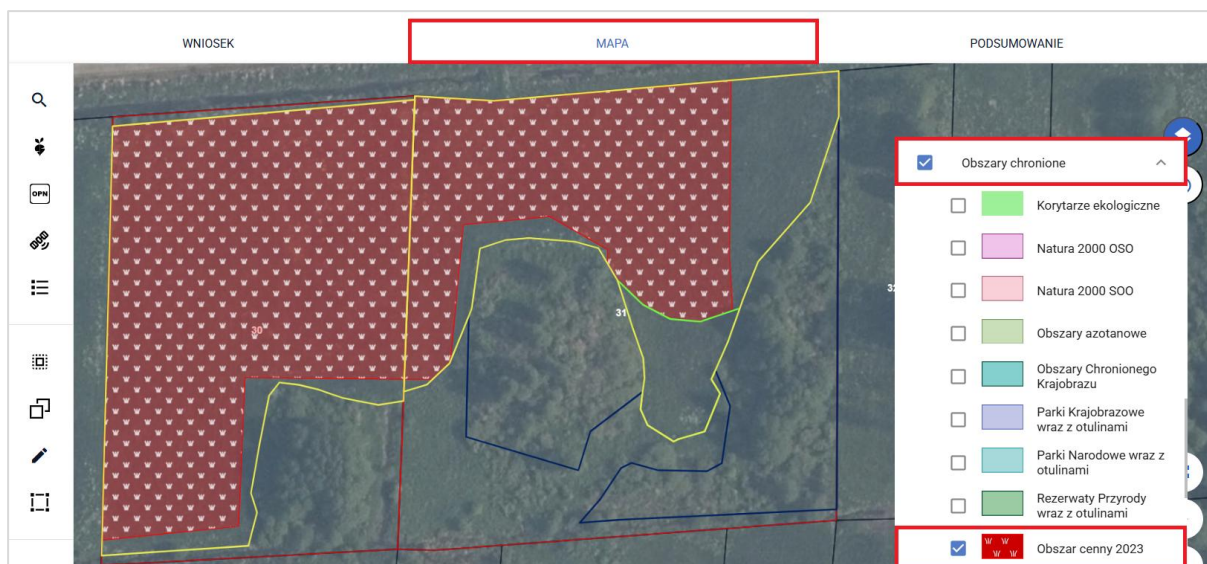 WNIOSEK
MAPA
PODSUMOWANIE
OPN
Obszary chronione
Korytarze ekologiczne
Natura 2000 OSO
Natura 2000 SOO
Obszary azotanowe
Obszary Chronionego
Krajobrazu
Parki Krajobrazowe
wraz z otulinami
Parki Narodowe wraz z
otulinami
Rezerwaty Przyrody
wraz z otulinami
Obszar cenny 2023
30
31